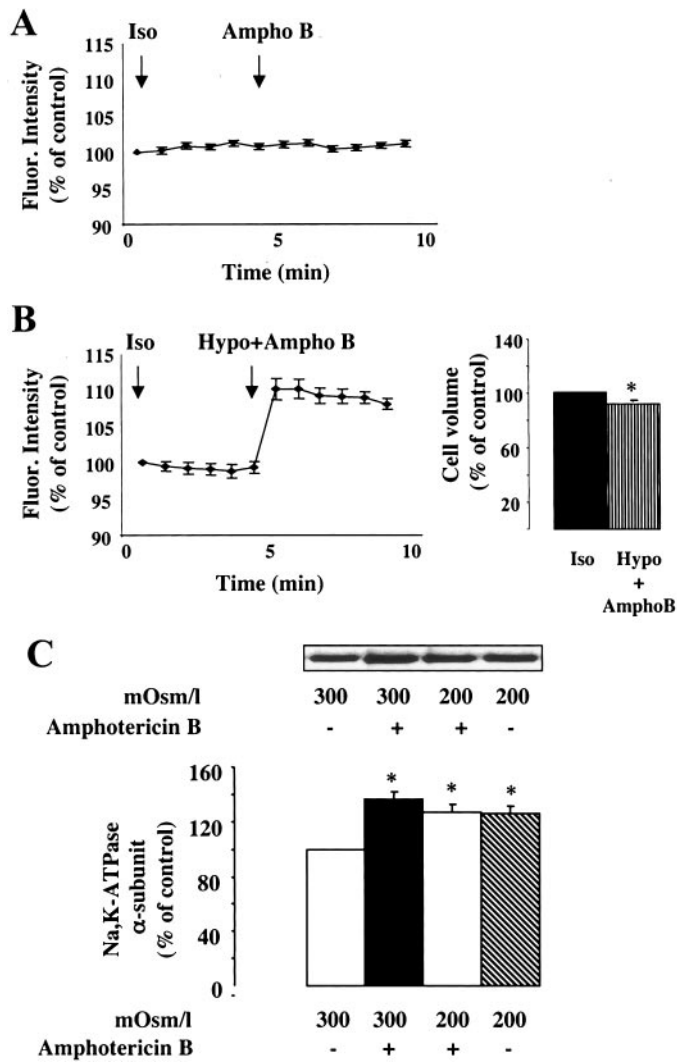 A
Iso Ampho B
115
110
105
100
95
90
Fluor. Intensity
(% of control)
0 5 10
Time (min)
B
Iso Hypo+Ampho B
115
110
105
100
95
90
Fluor. Intensity
(% of control)
0 5 10
Time (min)
140
100
60
20
Cell volume
(% of control)
*
Iso Hypo
+
AmphoB
C
mOsm/l 300 300 200 200
Amphotericin B - + + -
160
120
80
40
0
-
Na,K-ATPase
α-subunit
(% of control)
* * *
mOsm/l 300 300 200 200
Amphotericin B - + + -